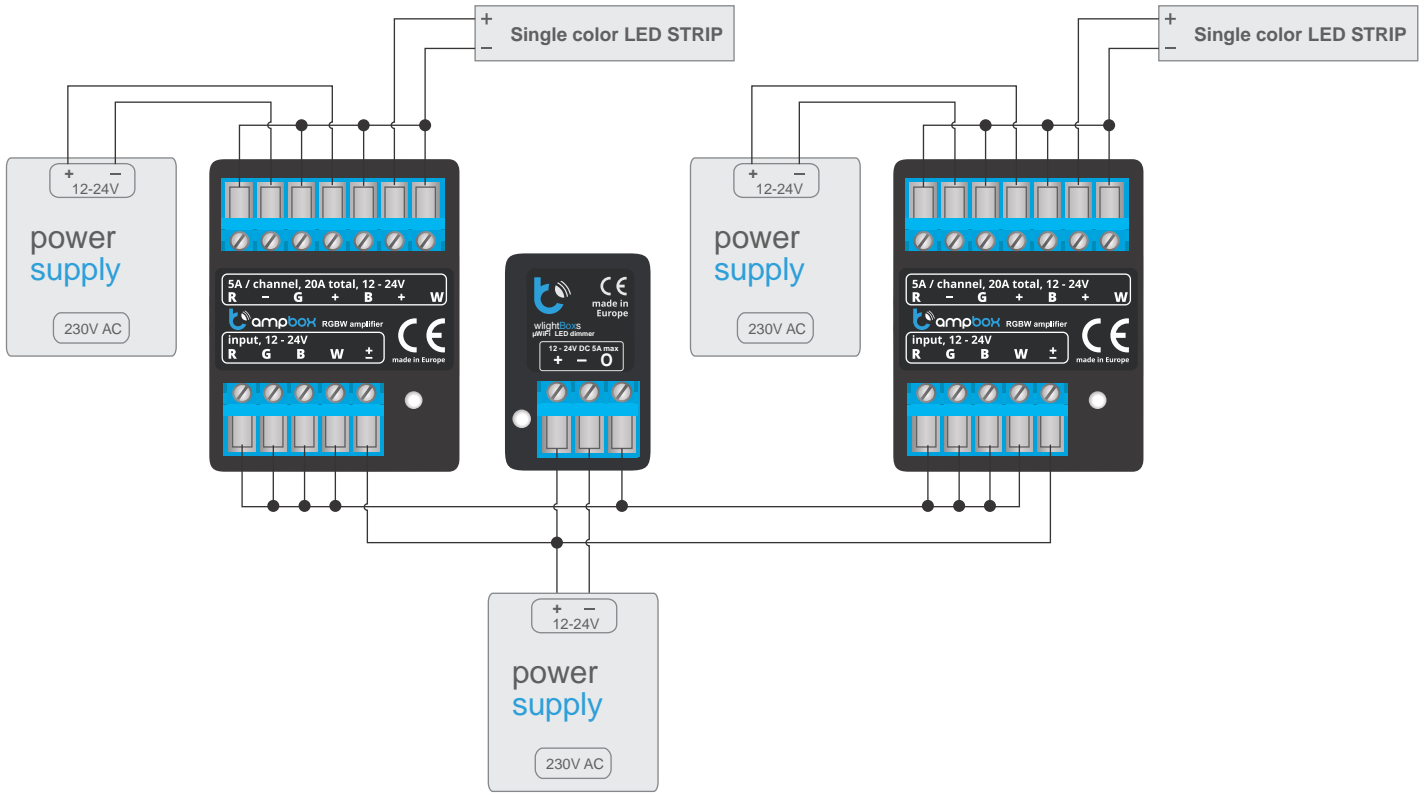 +
Single color LED STRIP
−
+
Single color LED STRIP
−
+ −
12-24V
power
supply
230V AC
5A / channel, 20A total, 12 - 24V
R − G + B + W
ampbox RGBW amplifier
input, 12 - 24V
R G B W ±
CE
made in Europe
CE
made in
Europe
wlightBoxs
µWiFi LED dimmer
12 - 24V DC 5A max
+ − O
+ −
12-24V
power
supply
230V AC
5A / channel, 20A total, 12 - 24V
R − G + B + W
ampbox RGBW amplifier
input, 12 - 24V
R G B W ±
CE
made in Europe
+ −
12-24V
power
supply
230V AC